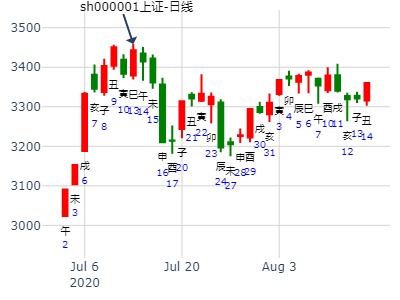 sh000001上证-日线
3500
3400
3300
3200
3100
3000
午
2
未
3
戌
6
亥
7
子
8
丑
9
寅
10
巳
13
午
14
未
15
申
16
酉
17
子
20
丑
21
寅
22
卯
23
辰
24
未
27
申
28
酉
29
戌
30
亥
31
寅
3
卯
4
辰
5
巳
6
午
7
酉
10
戌
11
亥
12
子
13
丑
14
Jul 6
2020
Jul 20
Aug 3